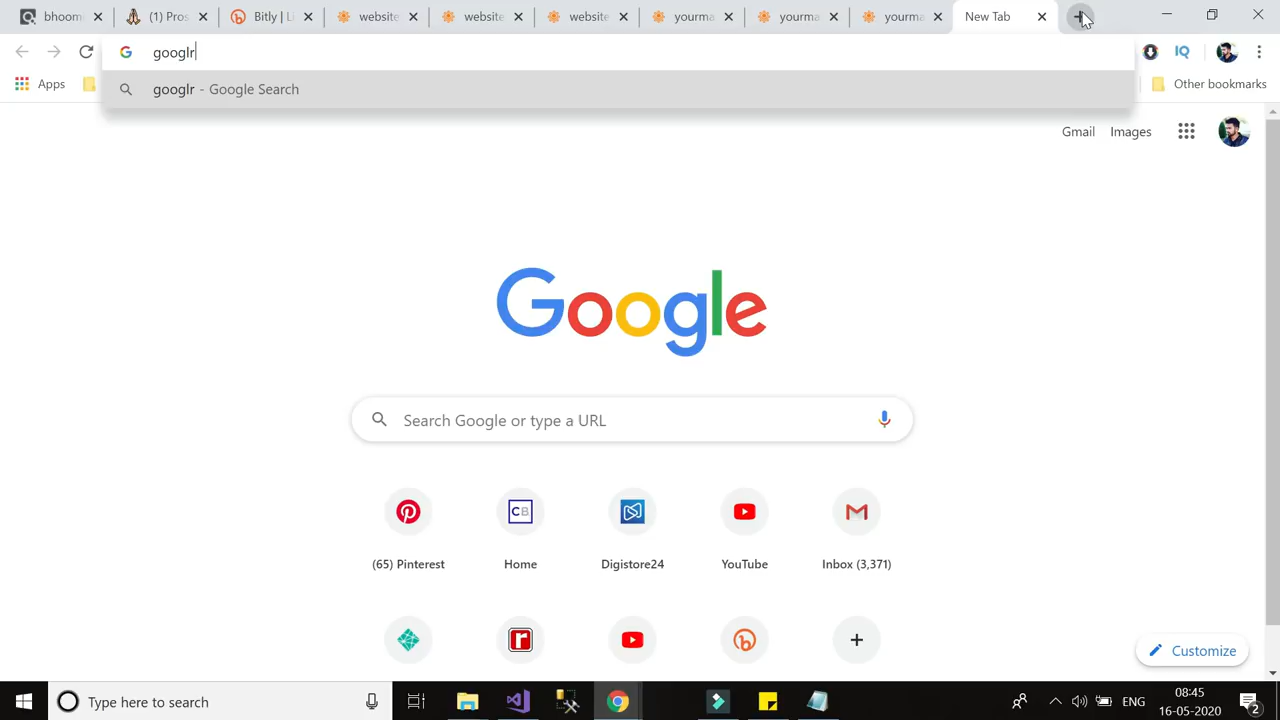 bhoom
(1) Pros
Bitly | L
website
website
website
yourma
yourma
yourma
New Tab
googlr
IQ
googlr - Google Search
Apps
Other bookmarks
Gmail
Images
Google
Search Google or type a URL
CB
(65) Pinterest
Home
Digistore24
YouTube
Inbox (3,371)
r
Customize
Type here to search
ENG
08:45
16-05-2020
2